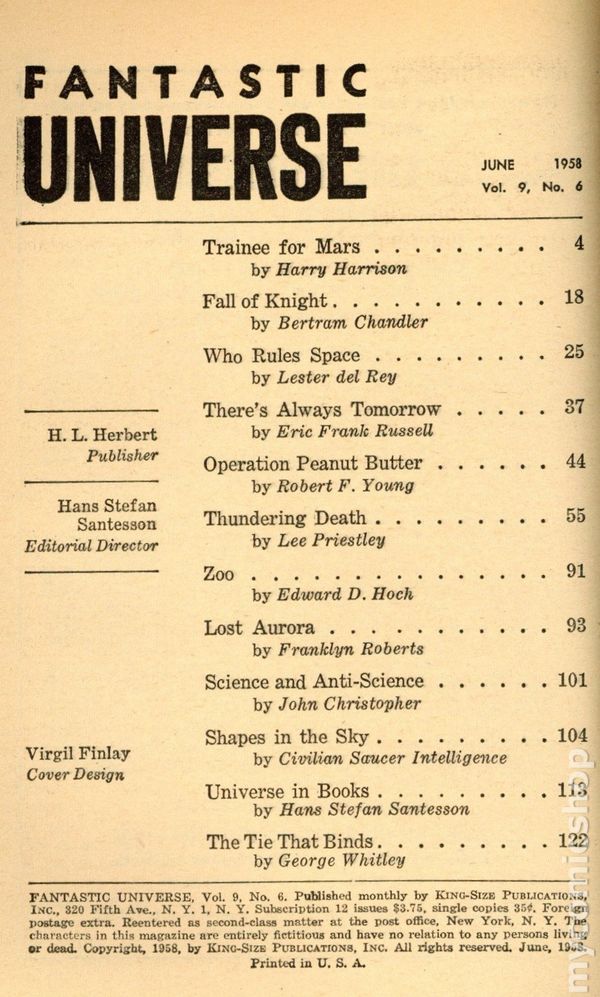 FANTASTIC
UNIVERSE
JUNE 1958
Vol. 9, No. 6
Trainee for Mars . . . . . . . . . 4
by Harry Harrison
Fall of Knight . . . . . . . . . . . 18
by Bertram Chandler
Who Rules Space . . . . . . . . . 25
by Lester del Rey
There's Always Tomorrow . . . . . 37
by Eric Frank Russell
Operation Peanut Butter . . . . . . 44
by Robert F. Young
Thundering Death . . . . . . . . . 55
by Lee Priestley
Zoo . . . . . . . . . . . . . . 91
by Edward D. Hoch
Lost Aurora . . . . . . . . . . . 93
by Franklyn Roberts
Science and Anti-Science . . . . . . 101
by John Christopher
Shapes in the Sky . . . . . . . . . 104
by Civilian Saucer Intelligence
Universe in Books . . . . . . . . . 113
by Hans Stefan Santesson
The Tie That Binds . . . . . . . . . 122
by George Whitley
H. L. Herbert
Publisher
Hans Stefan
Santesson
Editorial Director
Virgil Finlay
Cover Design
FANTASTIC UNIVERSE, Vol. 9, No. 6. Published monthly by KING-SIZE PUBLICATIONS,
INC., 320 Fifth Ave., N. Y. 1, N. Y. Subscription 12 issues $3.75, single copies 35¢. Foreign
postage extra. Reentered as second-class matter at the post office, New York, N. Y. The
characters in this magazine are entirely fictitious and have no relation to any persons living
or dead. Copyright, 1958, by KING-SIZE PUBLICATIONS, INC. All rights reserved. June, 1958.
Printed in U. S. A.
mycomicshop